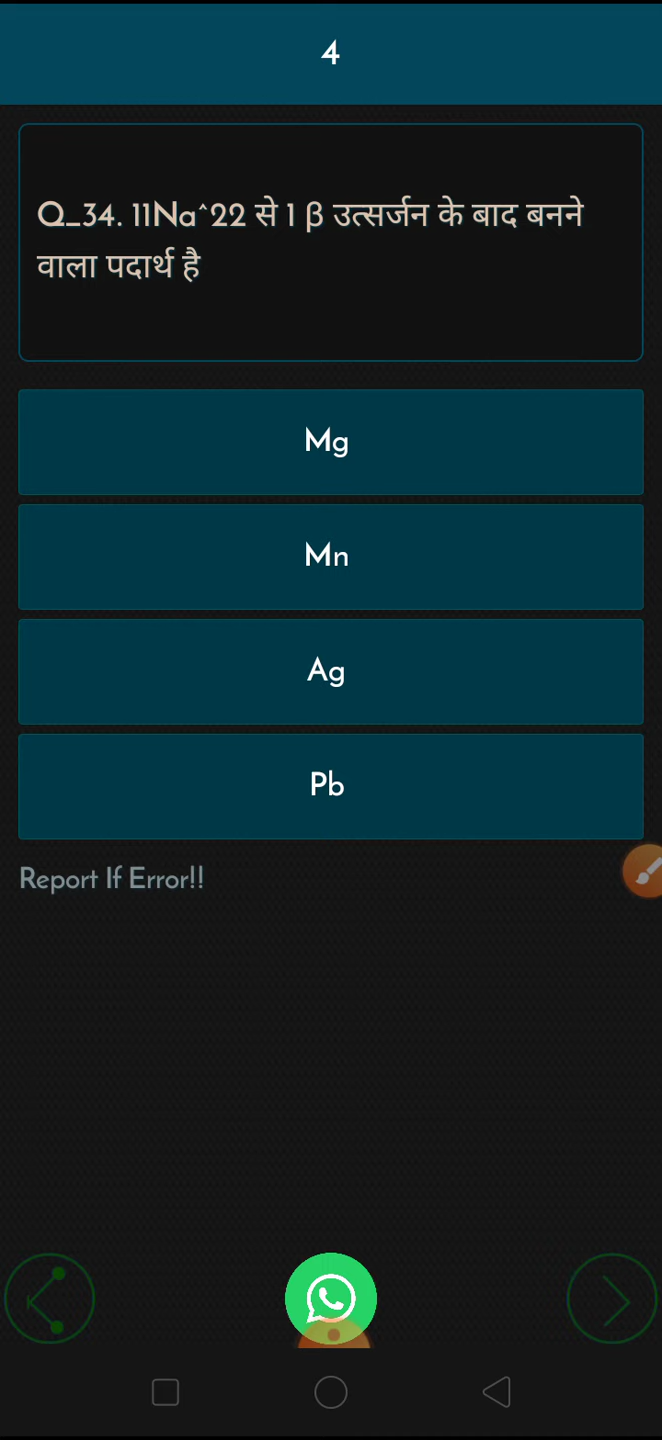 4
Q_34. 11Na^22 से 1 β उत्सर्जन के बाद बनने
वाला पदार्थ है
Mg
Mn
Ag
Pb
Report If Error!!